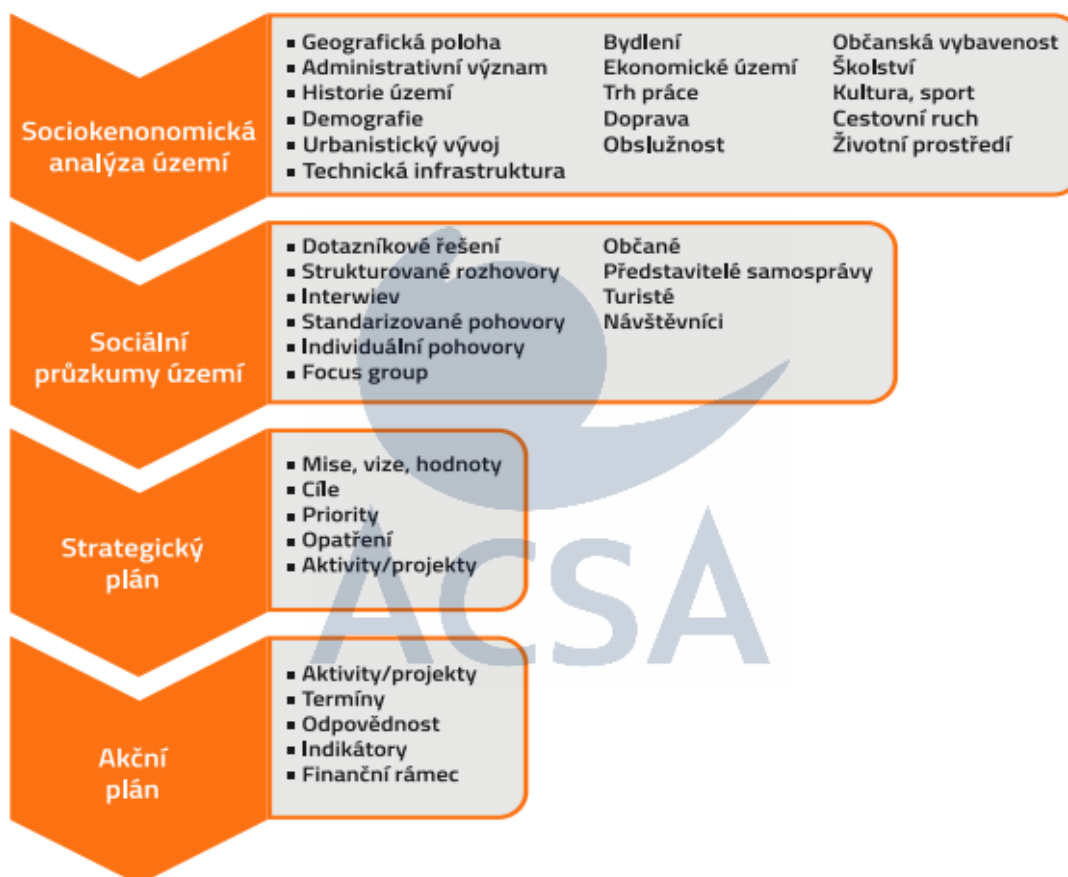 Sociokenonomická
analýza území
▪ Geografická poloha
▪ Administrativní význam
▪ Historie území
▪ Demografie
▪ Urbanistický vývoj
▪ Technická infrastruktura
Bydlení
Ekonomické území
Trh práce
Doprava
Obslužnost
Občanská vybavenost
Školství
Kultura, sport
Cestovní ruch
Životní prostředí
Sociální
průzkumy území
▪ Dotazníkové řešení
▪ Strukturované rozhovory
▪ Interwiev
▪ Standarizované pohovory
▪ Individuální pohovory
▪ Focus group
Občané
Představitelé samosprávy
Turisté
Návštěvníci
Strategický
plán
▪ Mise, vize, hodnoty
▪ Cíle
▪ Priority
▪ Opatření
▪ Aktivity/projekty
Akční
plán
▪ Aktivity/projekty
▪ Termíny
▪ Odpovědnost
▪ Indikátory
▪ Finanční rámec
ACSA